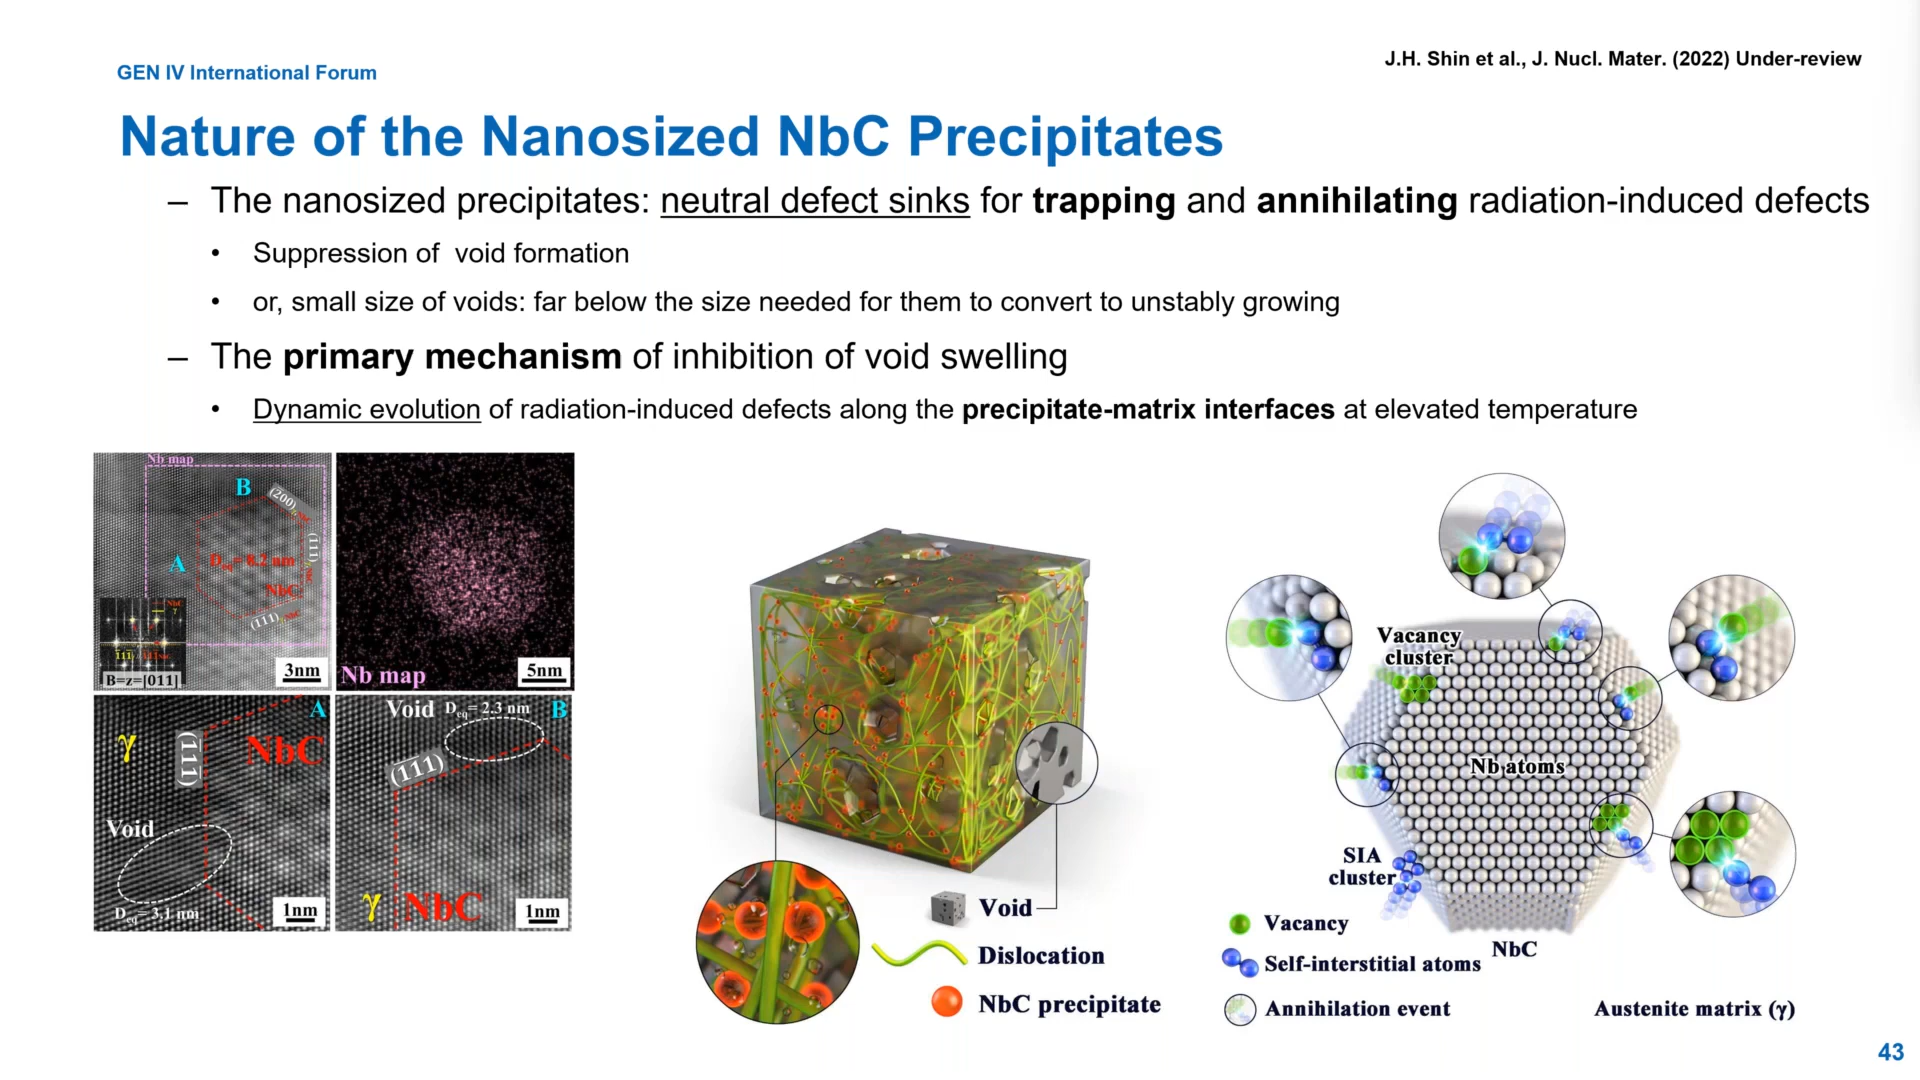 J.H. Shin et al., J. Nucl. Mater. (2022) Under-review
GEN IV International Forum
Nature of the Nanosized NbC Precipitates
– The nanosized precipitates: neutral defect sinks for trapping and annihilating radiation-induced defects
• Suppression of void formation
• or, small size of voids: far below the size needed for them to convert to unstably growing
– The primary mechanism of inhibition of void swelling
• Dynamic evolution of radiation-induced defects along the precipitate-matrix interfaces at elevated temperature
Nb map
B
(200)
A
NbC
B=z=[011]
3nm
Nb map
5nm
A
γ
NbC
Void
Deq= 3.1 nm
1nm
Void Deq= 2.3 nm
B
(111)
γ
NbC
1nm
Void
Dislocation
NbC precipitate
Vacancy
cluster
Nb atoms
SIA
cluster
NbC
Vacancy
Self-interstitial atoms
Annihilation event
Austenite matrix (γ)
43